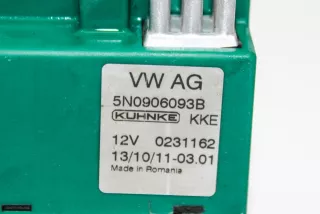 VW AG
5N0906093B
KUHNKE KKE
12V 0231162
13/10/11-03.01
Made in Romania